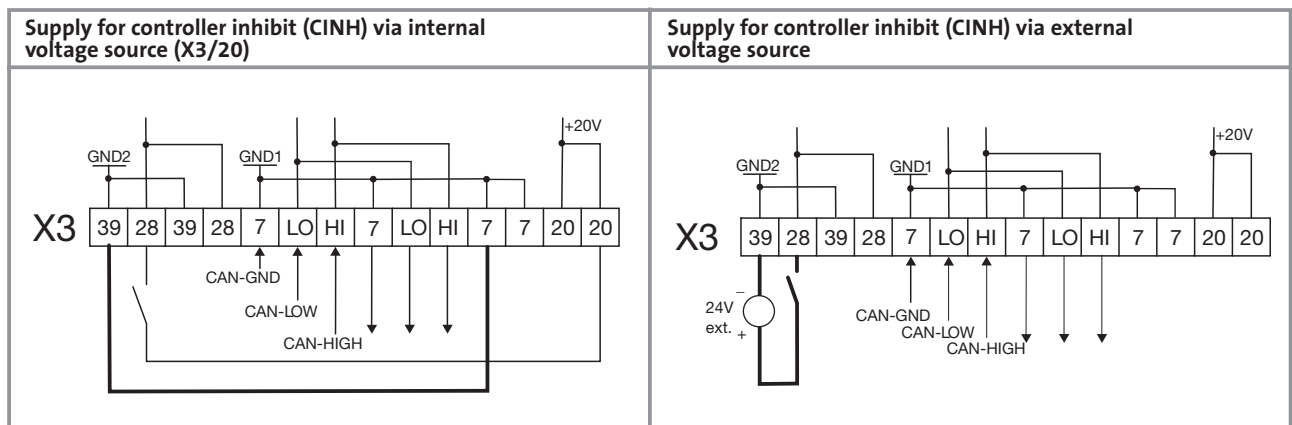 Supply for controller inhibit (CINH) via internal
voltage source (X3/20)
Supply for controller inhibit (CINH) via external
voltage source
+20V
GND2
GND1
X3 39 28 39 28 7 LO HI 7 LO HI 7 7 20 20
CAN-GND
CAN-LOW
CAN-HIGH
+20V
GND2
GND1
X3 39 28 39 28 7 LO HI 7 LO HI 7 7 20 20
–
24V
ext. +
CAN-GND
CAN-LOW
CAN-HIGH